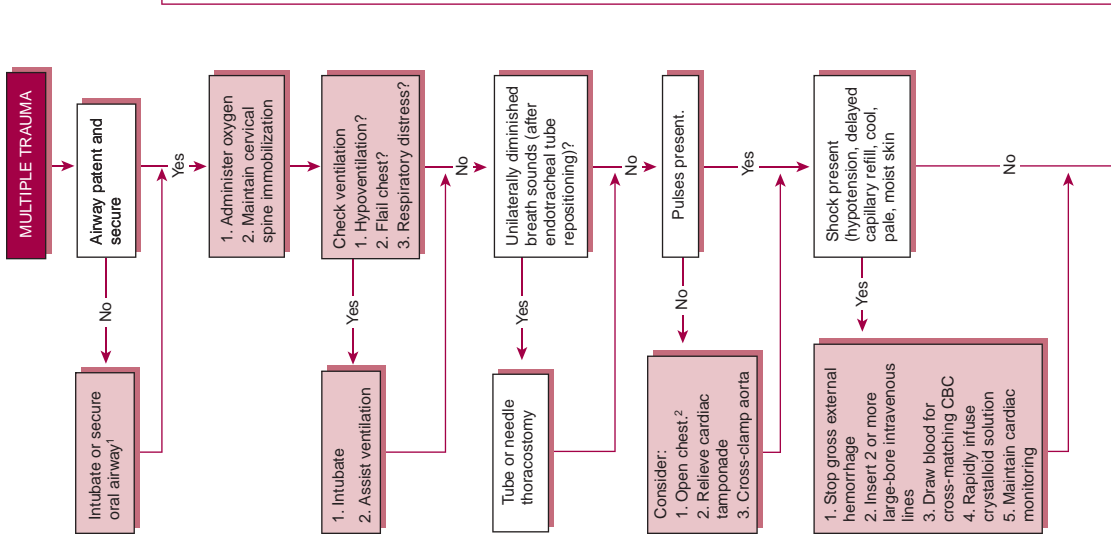 MULTIPLE TRAUMA
Airway patent and
secure
No
Yes
Intubate or secure
oral airway1
1. Administer oxygen
2. Maintain cervical
spine immobilization
Check ventilation
1. Hypoventilation?
2. Flail chest?
3. Respiratory distress?
Yes
No
1. Intubate
2. Assist ventilation
Unilaterally diminished
breath sounds (after
endotracheal tube
repositioning)?
Yes
No
Tube or needle
thoracostomy
Pulses present.
No
Yes
Consider:
1. Open chest.2
2. Relieve cardiac
tamponade
3. Cross-clamp aorta
Shock present
(hypotension, delayed
capillary refill, cool,
pale, moist skin
Yes
No
1. Stop gross external
hemorrhage
2. Insert 2 or more
large-bore intravenous
lines
3. Draw blood for
cross-matching CBC
4. Rapidly infuse
crystalloid solution
5. Maintain cardiac
monitoring